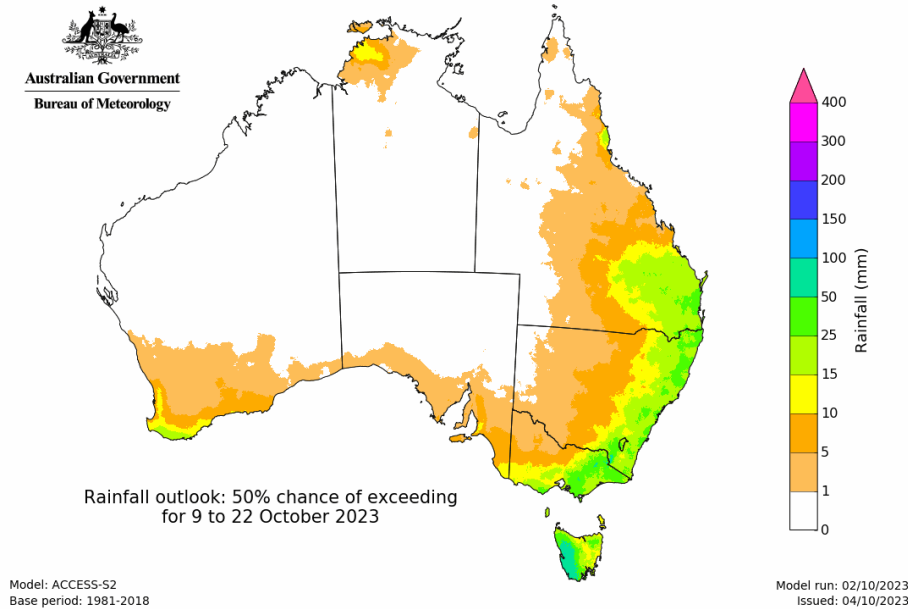 Australian Government
Bureau of Meteorology
400
300
200
150
100
50
25
15
10
5
1
0
Rainfall (mm)
Rainfall outlook: 50% chance of exceeding
for 9 to 22 October 2023
Model: ACCESS-S2
Base period: 1981-2018
Model run: 02/10/2023
Issued: 04/10/2023